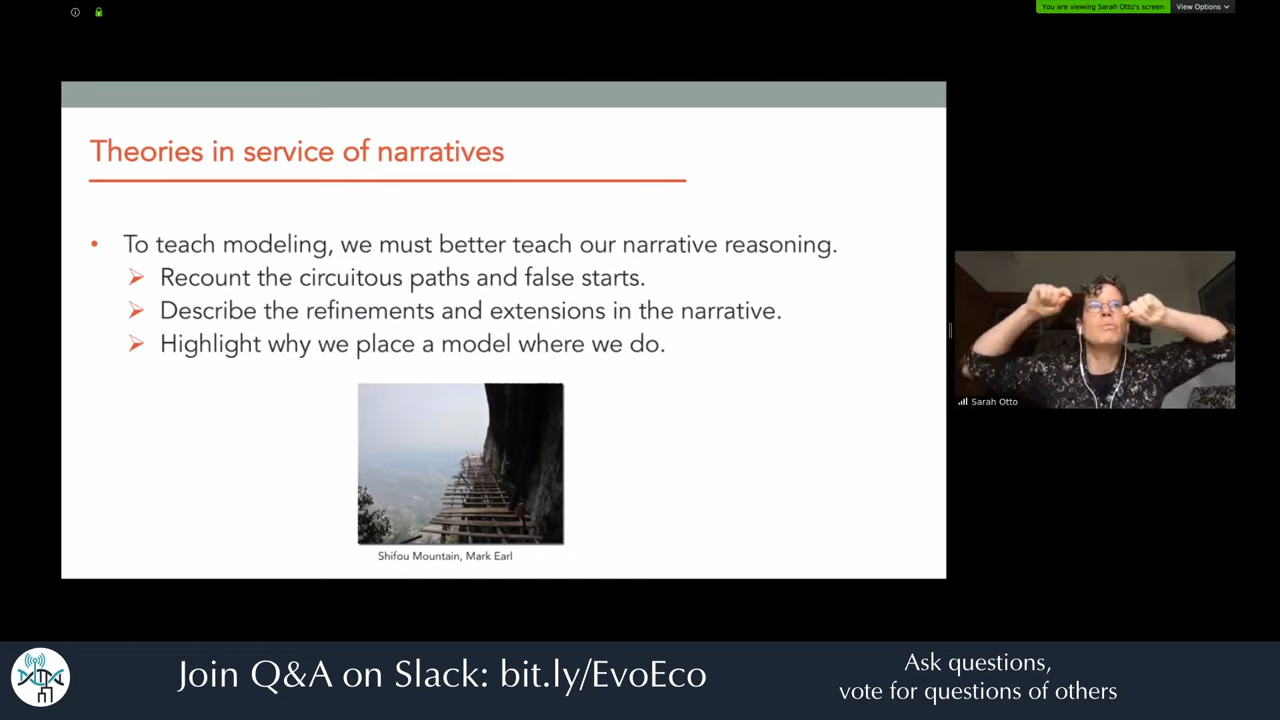 You are viewing Sarah Otto's screen
View Options
Theories in service of narratives
• To teach modeling, we must better teach our narrative reasoning.
➢ Recount the circuitous paths and false starts.
➢ Describe the refinements and extensions in the narrative.
➢ Highlight why we place a model where we do.
Shifou Mountain, Mark Earl
Sarah Otto
Join Q&A on Slack: bit.ly/EvoEco
Ask questions,
vote for questions of others